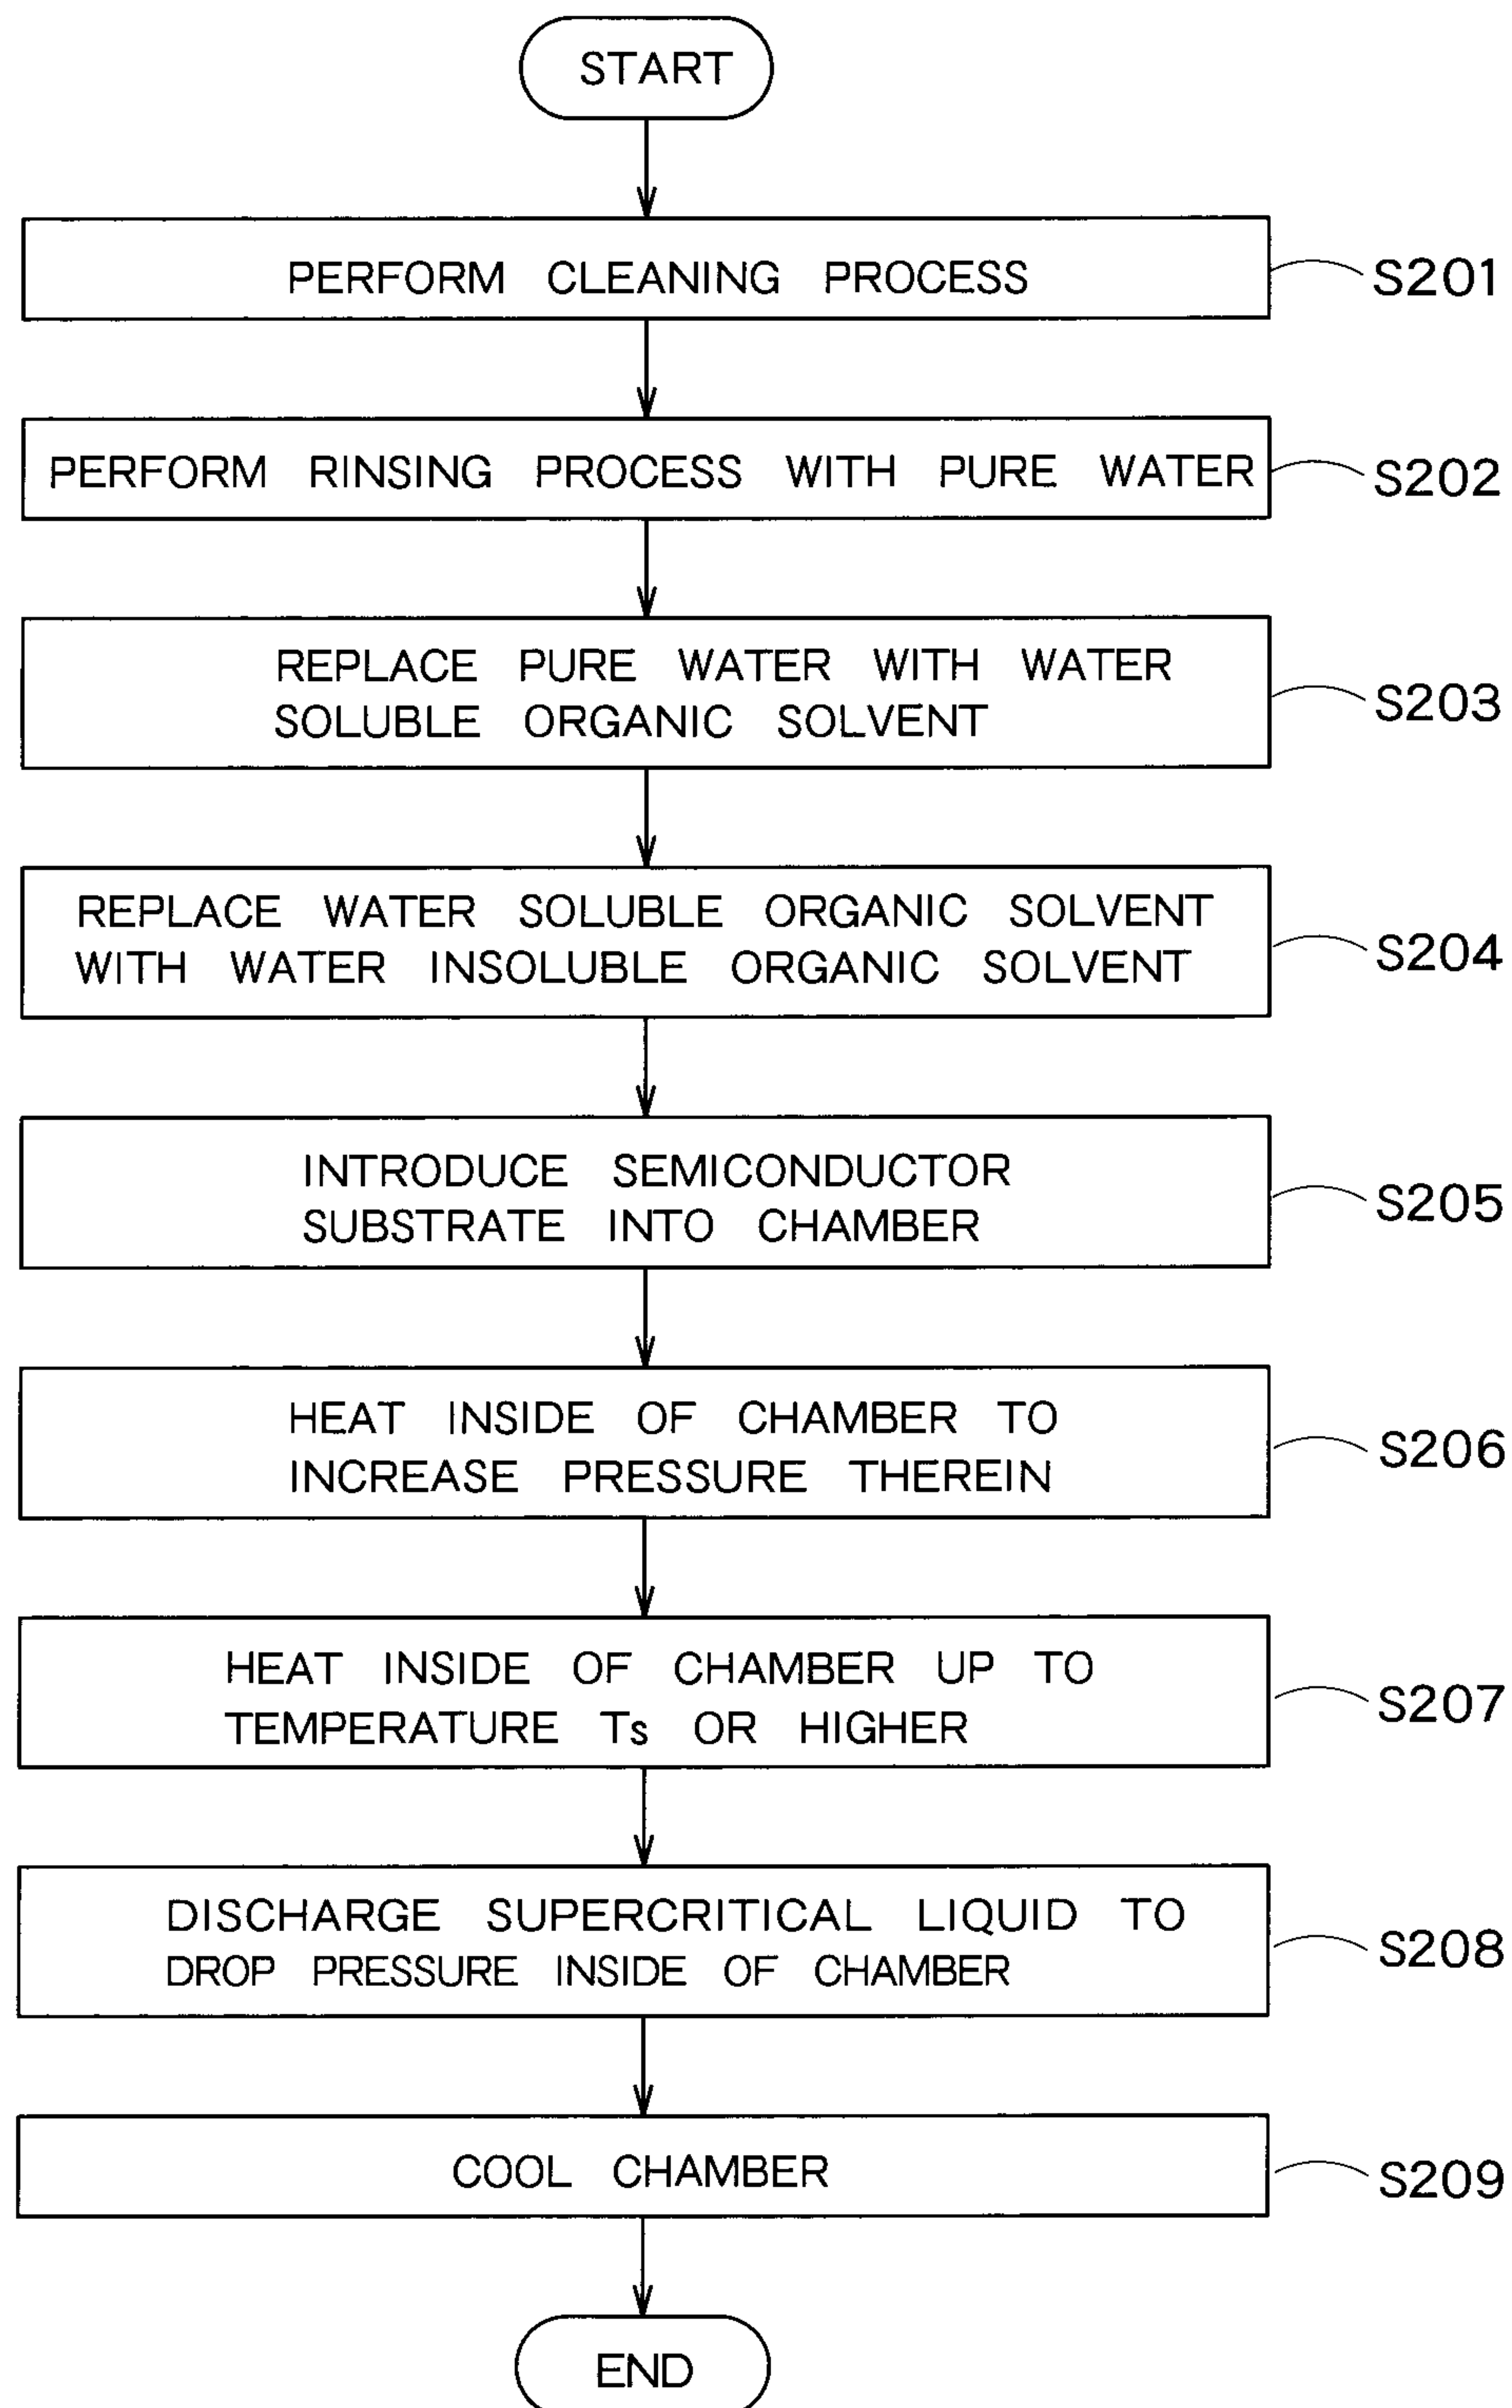 START
PERFORM CLEANING PROCESS
S201
PERFORM RINSING PROCESS WITH PURE WATER
S202
REPLACE PURE WATER WITH WATER
SOLUBLE ORGANIC SOLVENT
S203
REPLACE WATER SOLUBLE ORGANIC SOLVENT
WITH WATER INSOLUBLE ORGANIC SOLVENT
S204
INTRODUCE SEMICONDUCTOR
SUBSTRATE INTO CHAMBER
S205
HEAT INSIDE OF CHAMBER TO
INCREASE PRESSURE THEREIN
S206
HEAT INSIDE OF CHAMBER UP TO
TEMPERATURE Ts OR HIGHER
S207
DISCHARGE SUPERCRITICAL LIQUID TO
DROP PRESSURE INSIDE OF CHAMBER
S208
COOL CHAMBER
S209
END